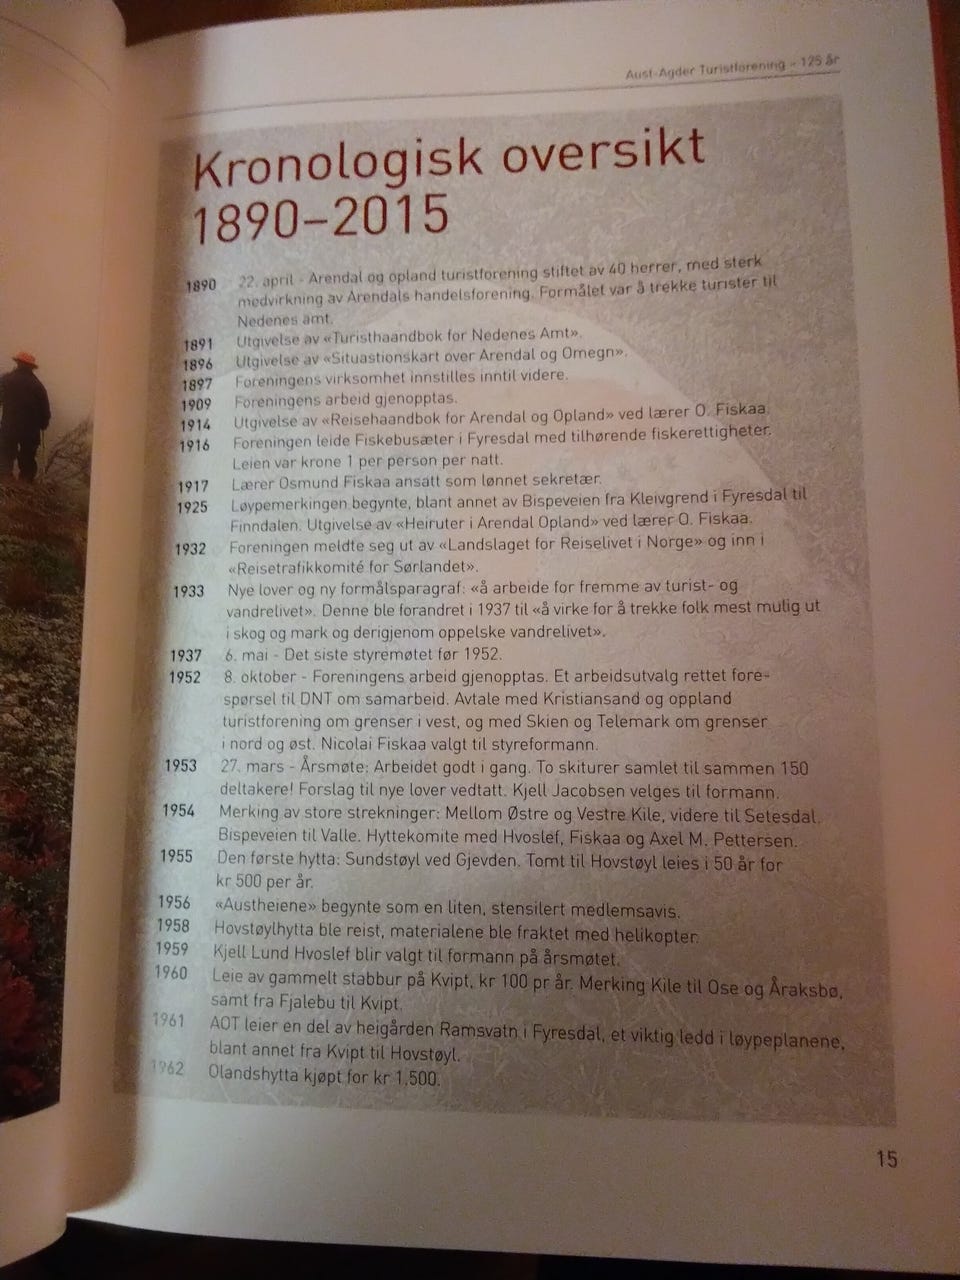 Aust-Agder Turistforening - 125 år
Kronologisk oversikt
1890–2015
1890 22. april - Arendal og opland turistforening stiftet av 40 herrer, med sterk
medvirkning av Arendals handelsforening. Formålet var å trekke turister til
Nedenes amt.
1891 Utgivelse av «Turisthaandbok for Nedenes Amt».
1896 Utgivelse av «Situastionskart over Arendal og Omegn».
1897 Foreningens virksomhet innstilles inntil videre.
1909 Foreningens arbeid gjenopptas.
1914 Utgivelse av «Reisehaandbok for Arendal og Opland» ved lærer O. Fiskaa.
1916 Foreningen leide Fiskebusæter i Fyresdal med tilhørende fiskerettigheter.
Leien var krone 1 per person per natt.
1917 Lærer Osmund Fiskaa ansatt som lønnet sekretær.
1925 Løypemerkingen begynte, blant annet av Bispeveien fra Kleivgrend i Fyresdal til
Finndalen. Utgivelse av «Heiruter i Arendal Opland» ved lærer O. Fiskaa.
1932 Foreningen meldte seg ut av «Landslaget for Reiselivet i Norge» og inn i
«Reisetrafikkomité for Sørlandet».
1933 Nye lover og ny formålsparagraf: «å arbeide for fremme av turist- og
vandrelivet». Denne ble forandret i 1937 til «å virke for å trekke folk mest mulig ut
i skog og mark og derigjenom oppelske vandrelivet».
1937 6. mai - Det siste styremøtet før 1952.
1952 8. oktober - Foreningens arbeid gjenopptas. Et arbeidsutvalg rettet fore-
spørsel til DNT om samarbeid. Avtale med Kristiansand og oppland
turistforening om grenser i vest, og med Skien og Telemark om grenser
i nord og øst. Nicolai Fiskaa valgt til styreformann.
1953 27. mars - Årsmøte: Arbeidet godt i gang. To skiturer samlet til sammen 150
deltakere! Forslag til nye lover vedtatt. Kjell Jacobsen velges til formann.
1954 Merking av store strekninger: Mellom Østre og Vestre Kile, videre til Setesdal.
Bispeveien til Valle. Hyttekomite med Hvoslef, Fiskaa og Axel M. Pettersen.
1955 Den første hytta: Sundstøyl ved Gjevden. Tomt til Hovstøyl leies i 50 år for
kr 500 per år.
1956 «Austheiene» begynte som en liten, stensilert medlemsavis.
1958 Hovstøylhytta ble reist, materialene ble fraktet med helikopter.
1959 Kjell Lund Hvoslef blir valgt til formann på årsmøtet.
1960 Leie av gammelt stabbur på Kvipt, kr 100 pr år. Merking Kile til Ose og Åraksbø,
samt fra Fjalebu til Kvipt.
1961 AOT leier en del av heigården Ramsvatn i Fyresdal, et viktig ledd i løypeplanene,
blant annet fra Kvipt til Hovstøyl.
1962 Olandshytta kjøpt for kr 1,500.
15